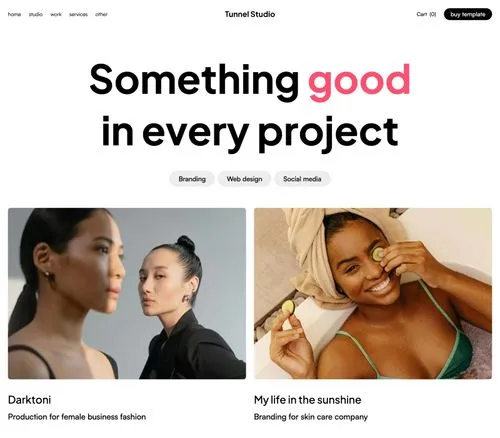 home studio work services other Tunnel Studio Cart (0) buy template
Something good
in every project
Branding Web design Social media
Darktoni My life in the sunshine
Production for female business fashion Branding for skin care company